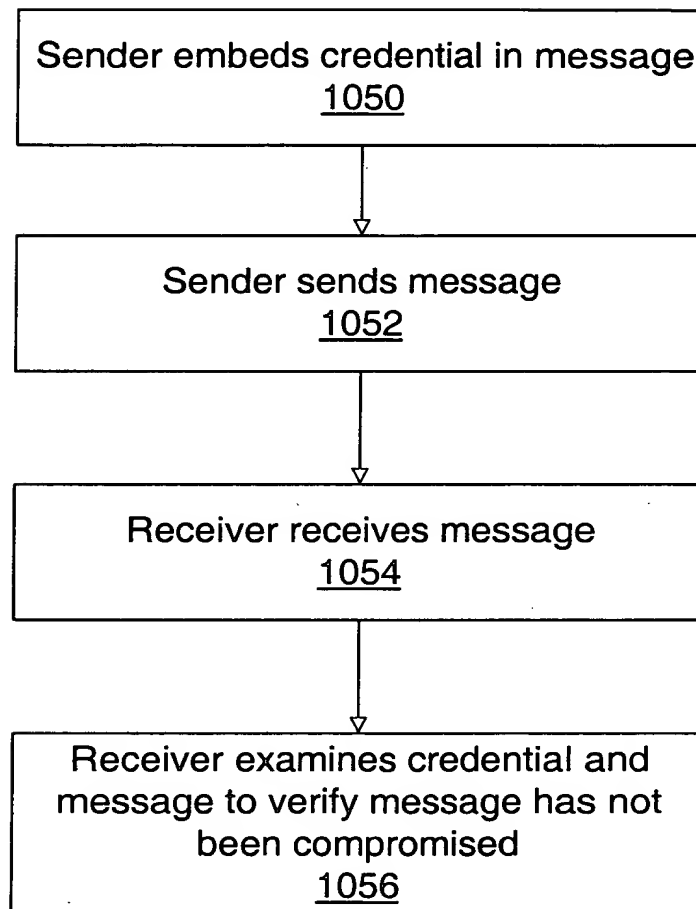 Sender embeds credential in message
1050
Sender sends message
1052
Receiver receives message
1054
Receiver examines credential and
message to verify message has not
been compromised
1056